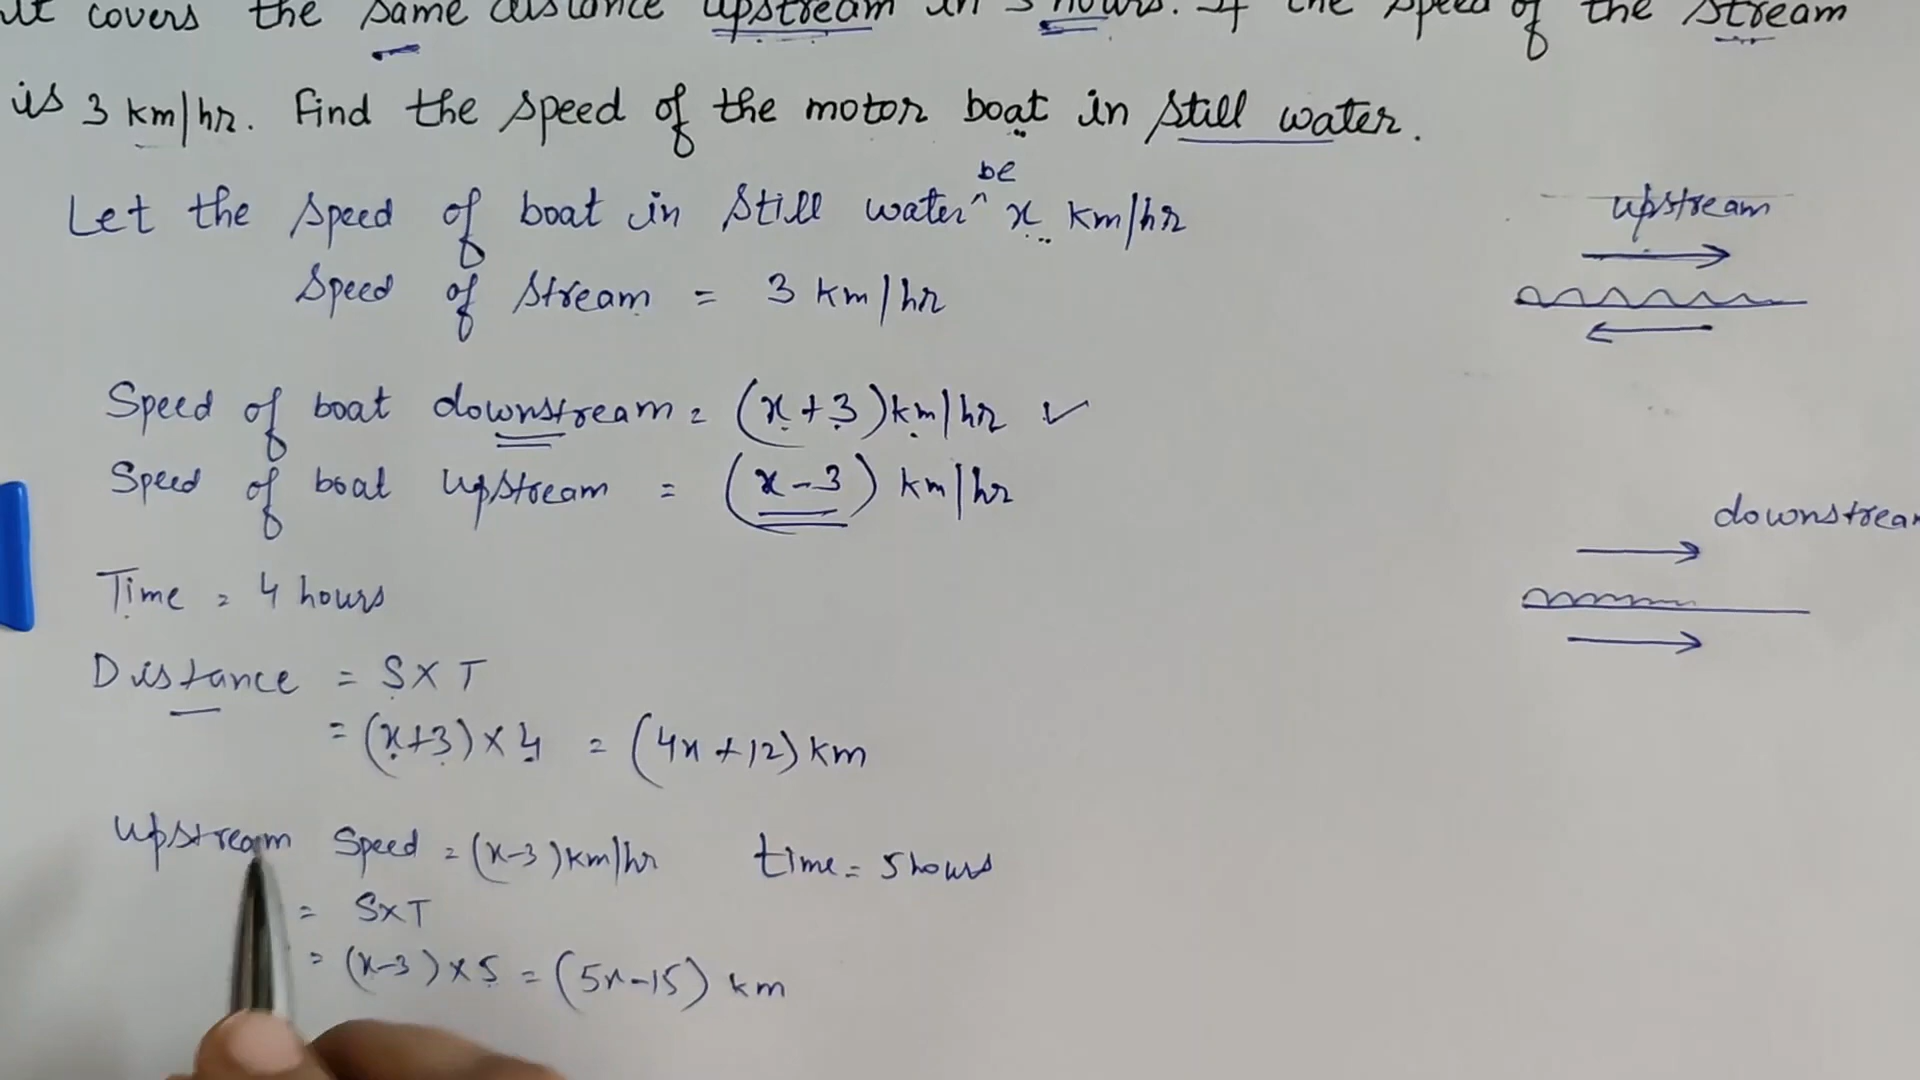 it covers the same distance upstream in 5 hours. If the speed of the stream
is 3 km/hr. Find the speed of the motor boat in still water.
be
Let the speed of boat in still water ^ x km/hr
Speed of stream = 3 km/hr
upstream
Speed of boat downstream = (x+3) km/hr ✓
Speed of boat upstream = (x-3) km/hr
downstream
Time = 4 hours
Distance = S×T
= (x+3)×4 = (4x+12) km
upstream Speed = (x-3) km/hr time = 5 hours
= S×T
= (x-3)×5 = (5x-15) km